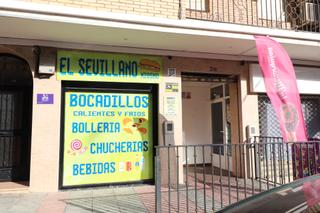 EL SEVILLANO
BOCADILLOS
CALIENTES Y FRIOS
BOLLERIA
CHUCHERIAS
BEBIDAS